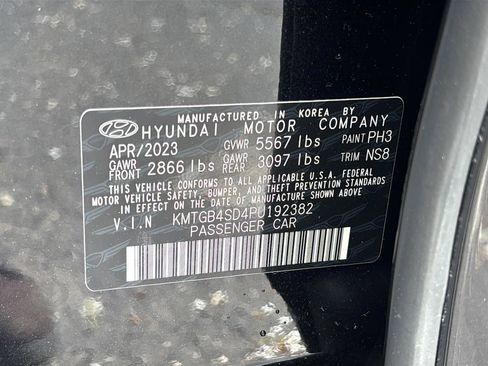 MANUFACTURED IN KOREA BY
HYUNDAI MOTOR COMPANY
APR/2023 GVWR 5567 lbs PAINT PH3
GAWR FRONT 2866 lbs GAWR REAR 3097 lbs TRIM NS8
THIS VEHICLE CONFORMS TO ALL APPLICABLE U.S.A. FEDERAL
MOTOR VEHICLE SAFETY, BUMPER, AND THEFT PREVENTION STANDARDS
IN EFFECT ON THE DATE OF MANUFACTURE SHOWN ABOVE.
V.I.N KMTGB4SD4PU192382
PASSENGER CAR